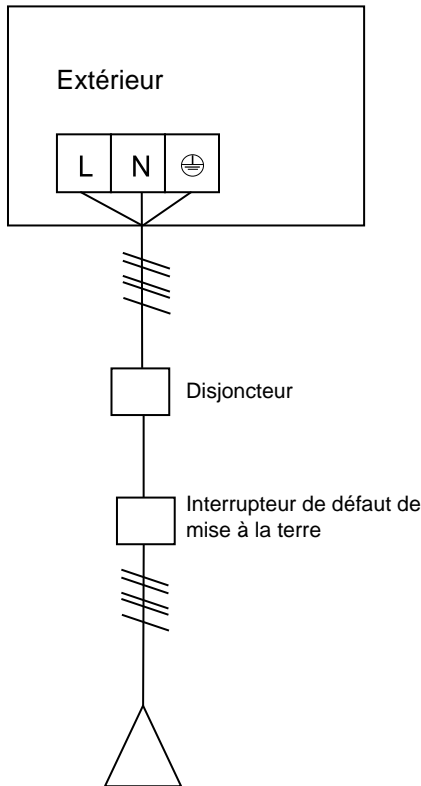 Extérieur
L N
Disjoncteur
Interrupteur de défaut de
mise à la terre